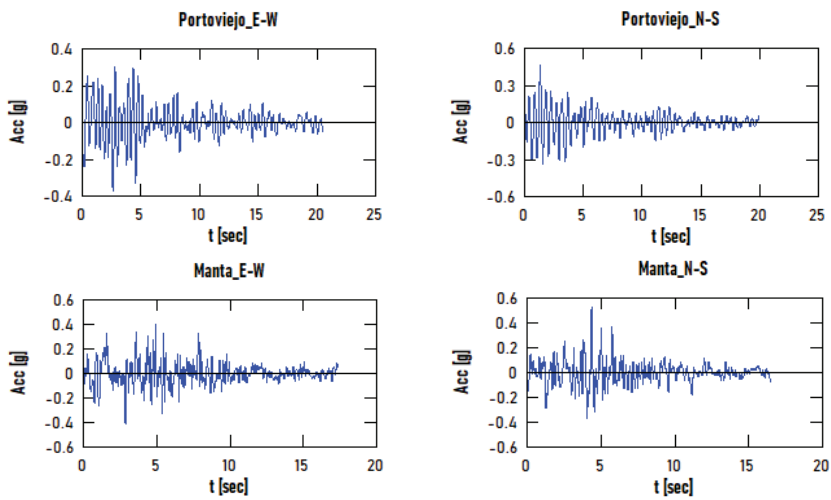 Portoviejo_E-W
Acc [g]
0.4
0.2
0
-0.2
-0.4
0 5 10 15 20 25
t [sec]
Portoviejo_N-S
Acc [g]
0.6
0.3
0
-0.3
-0.6
0 5 10 15 20 25
t [sec]
Manta_E-W
Acc [g]
0.6
0.4
0.2
0
-0.2
-0.4
-0.6
0 5 10 15 20
t [sec]
Manta_N-S
Acc [g]
0.6
0.4
0.2
0
-0.2
-0.4
-0.6
0 5 10 15 20
t [sec]